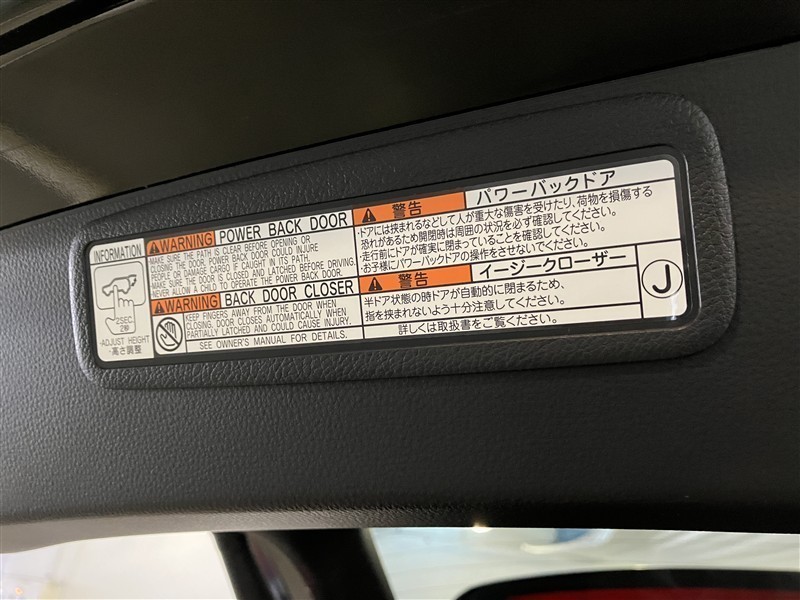 INFORMATION
2SEC
2秒
·ADJUST HEIGHT
·高さ調整
WARNING POWER BACK DOOR
MAKE SURE THE PATH IS CLEAR BEFORE OPENING OR
CLOSING THE DOOR. POWER BACK DOOR COULD INJURE
PEOPLE OR DAMAGE CARGO IF CAUGHT IN ITS PATH.
MAKE SURE THE DOOR IS CLOSED AND LATCHED BEFORE DRIVING.
NEVER ALLOW A CHILD TO OPERATE THE POWER BACK DOOR.
WARNING BACK DOOR CLOSER
KEEP FINGERS AWAY FROM THE DOOR WHEN
CLOSING. DOOR CLOSES AUTOMATICALLY WHEN
PARTIALLY LATCHED AND COULD CAUSE INJURY.
SEE OWNER'S MANUAL FOR DETAILS.
警告 パワーバックドア
·ドアには挟まれるなどして人が重大な傷害を受けたり、荷物を損傷する
恐れがあるため開閉時は周囲の状況を必ず確認してください。
·走行前にドアが確実に閉まっていることを確認してください。
·お子様にパワーバックドアの操作をさせないでください。
警告 イージークローザー
半ドア状態の時ドアが自動的に閉まるため、
指を挟まれないよう十分注意してください。
詳しくは取扱書をご覧ください。
J